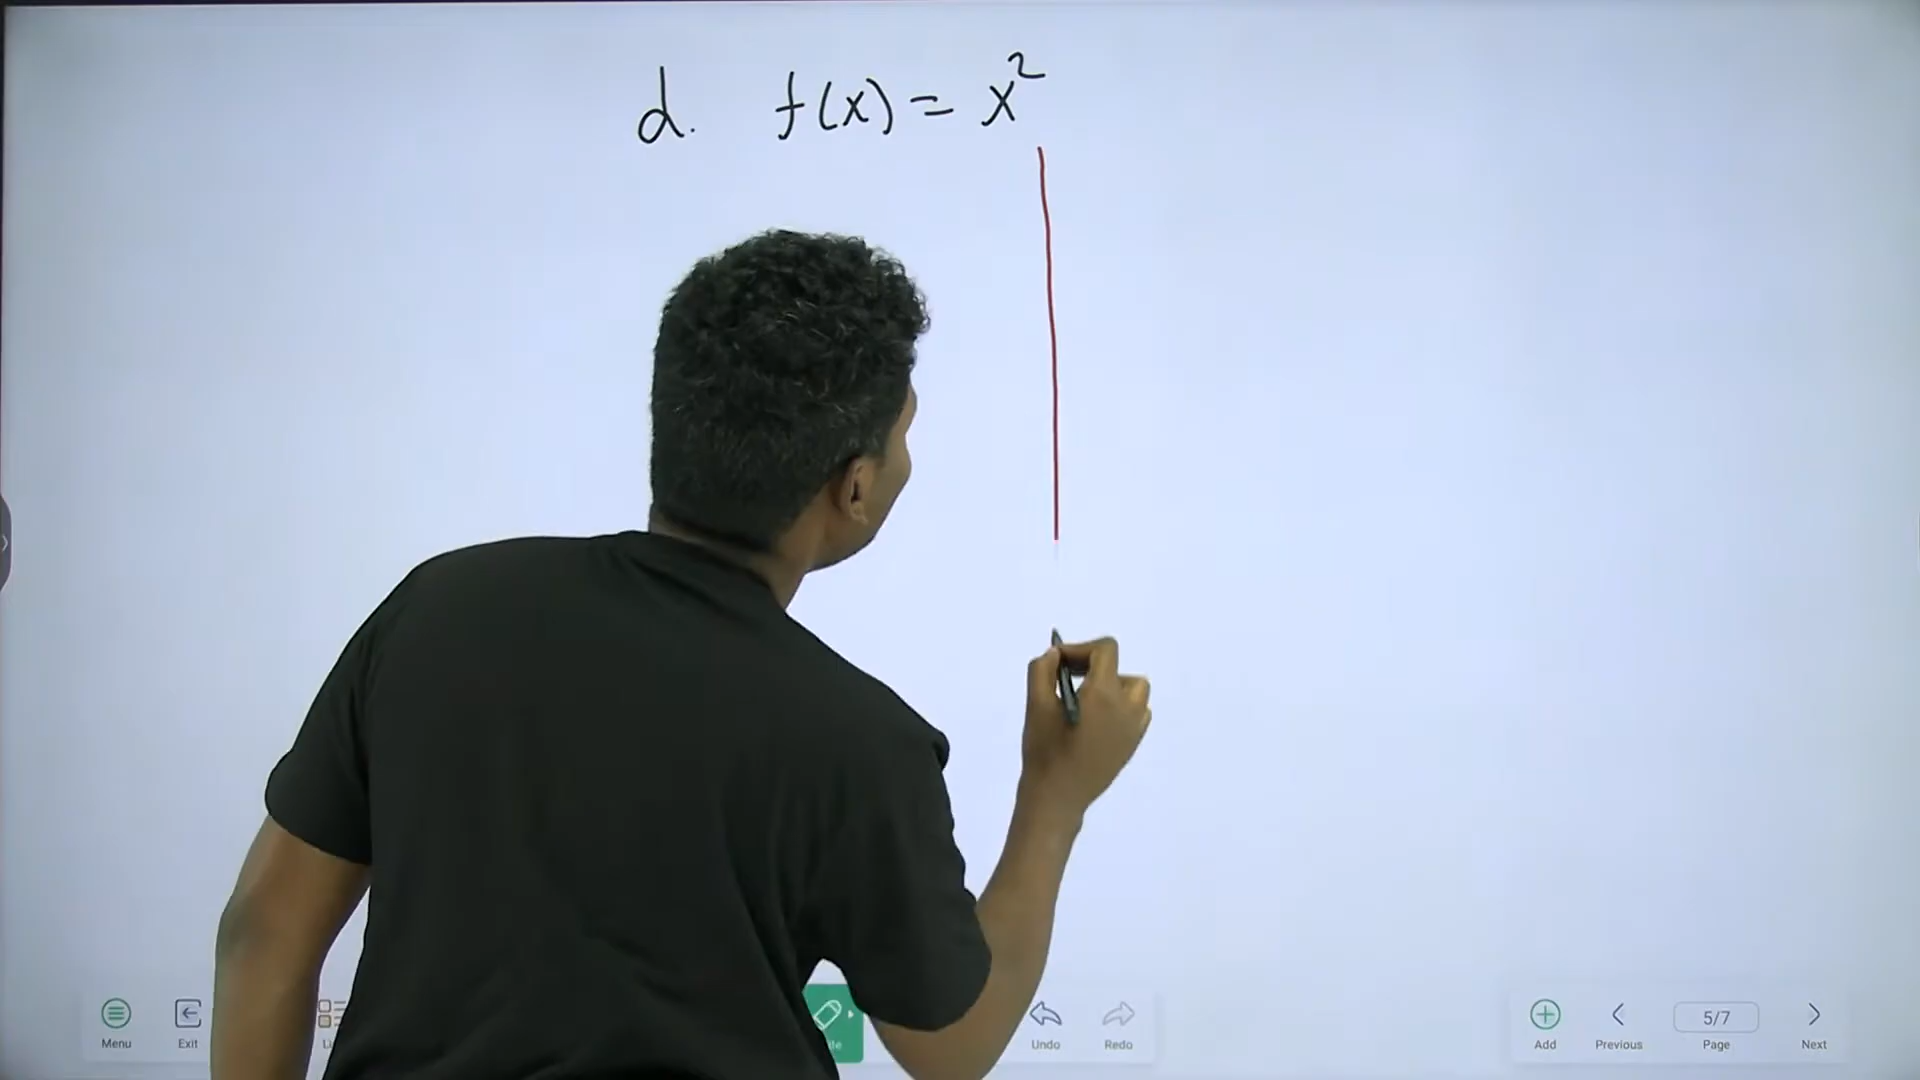 d. f(x) = x²
Menu
Exit
Undo
Redo
Add
Previous
5/7
Page
Next